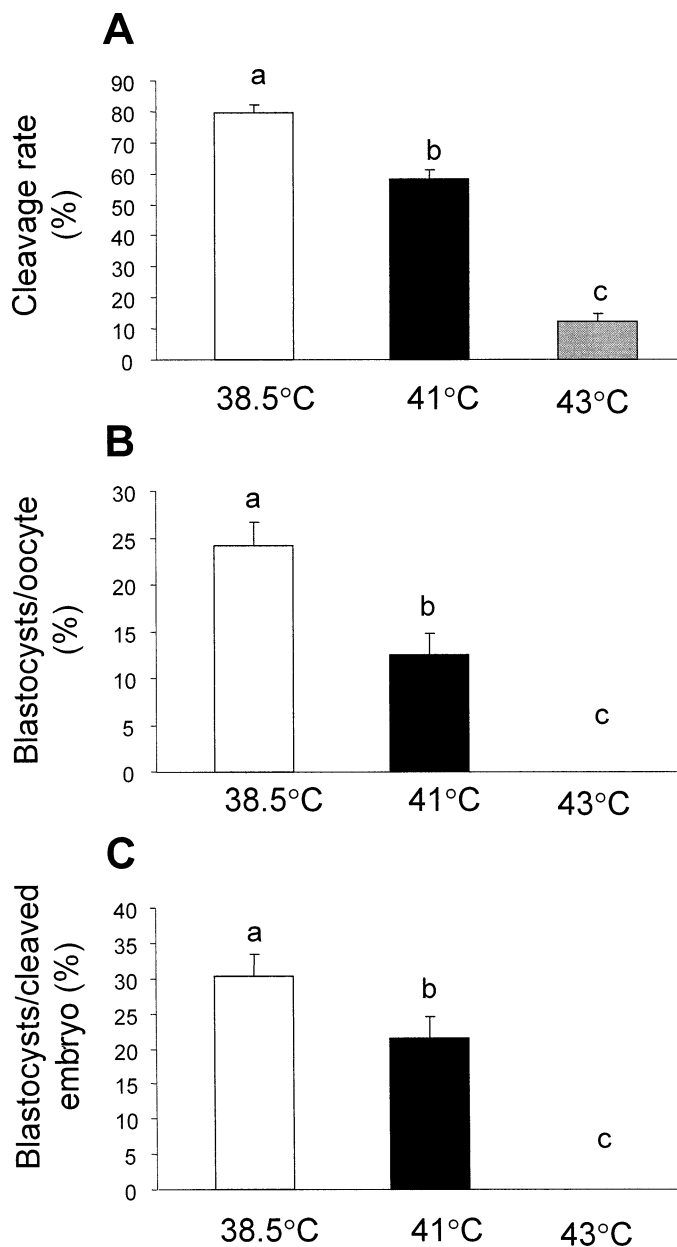 A
Cleavage rate
(%)
90
80
70
60
50
40
30
20
10
0
a
b
c
38.5°C 41°C 43°C
B
Blastocysts/oocyte
(%)
30
25
20
15
10
5
0
a
b
c
38.5°C 41°C 43°C
C
Blastocysts/cleaved
embryo (%)
40
35
30
25
20
15
10
5
0
a
b
c
38.5°C 41°C 43°C